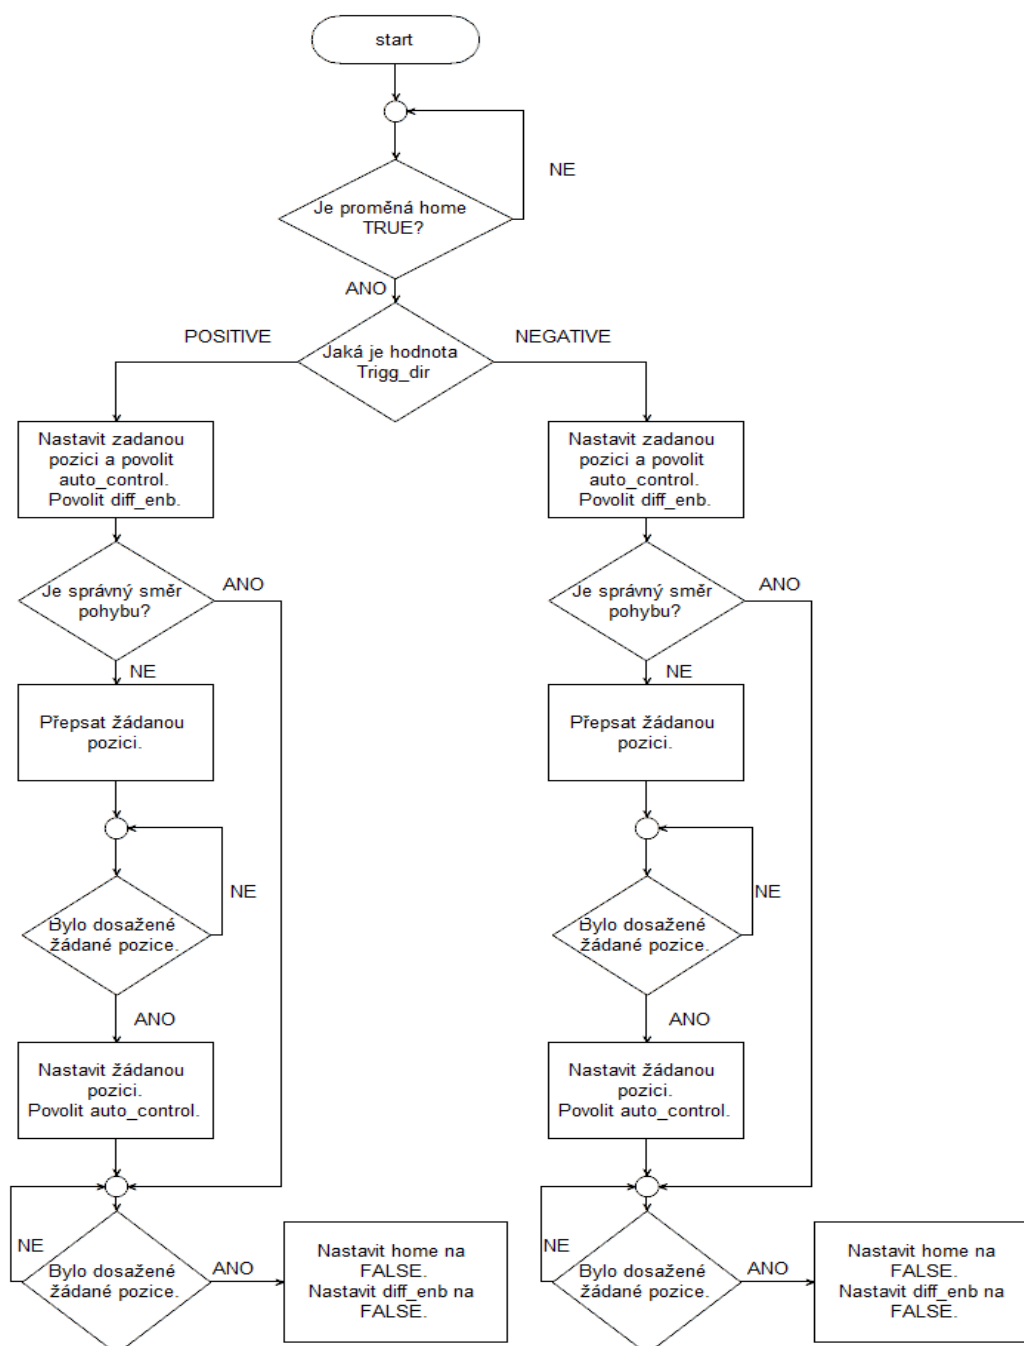 start
NE
Je proměná home
TRUE?
ANO
POSITIVE
NEGATIVE
Jaká je hodnota
Trigg_dir
Nastavit zadanou
pozici a povolit
auto_control.
Povolit diff_enb.
Je správný směr
pohybu?
ANO
NE
Přepsat žádanou
pozici.
NE
Bylo dosažené
žádané pozice.
ANO
Nastavit žádanou
pozici.
Povolit auto_control.
NE
Bylo dosažené
žádané pozice.
ANO
Nastavit home na
FALSE.
Nastavit diff_enb na
FALSE.
Nastavit zadanou
pozici a povolit
auto_control.
Povolit diff_enb.
Je správný směr
pohybu?
ANO
NE
Přepsat žádanou
pozici.
NE
Bylo dosažené
žádané pozice.
ANO
Nastavit žádanou
pozici.
Povolit auto_control.
NE
Bylo dosažené
žádané pozice.
ANO
Nastavit home na
FALSE.
Nastavit diff_enb na
FALSE.